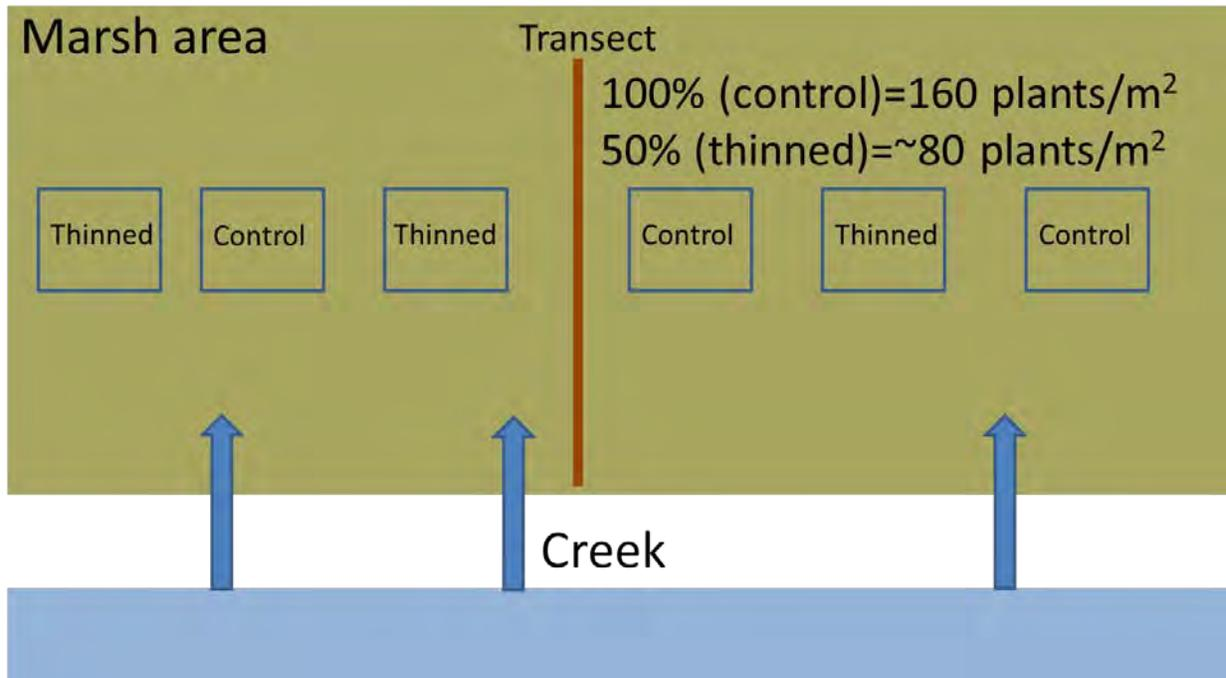 Marsh area
Transect
100% (control)=160 plants/m²
50% (thinned)=~80 plants/m²
Thinned
Control
Thinned
Control
Thinned
Control
Creek